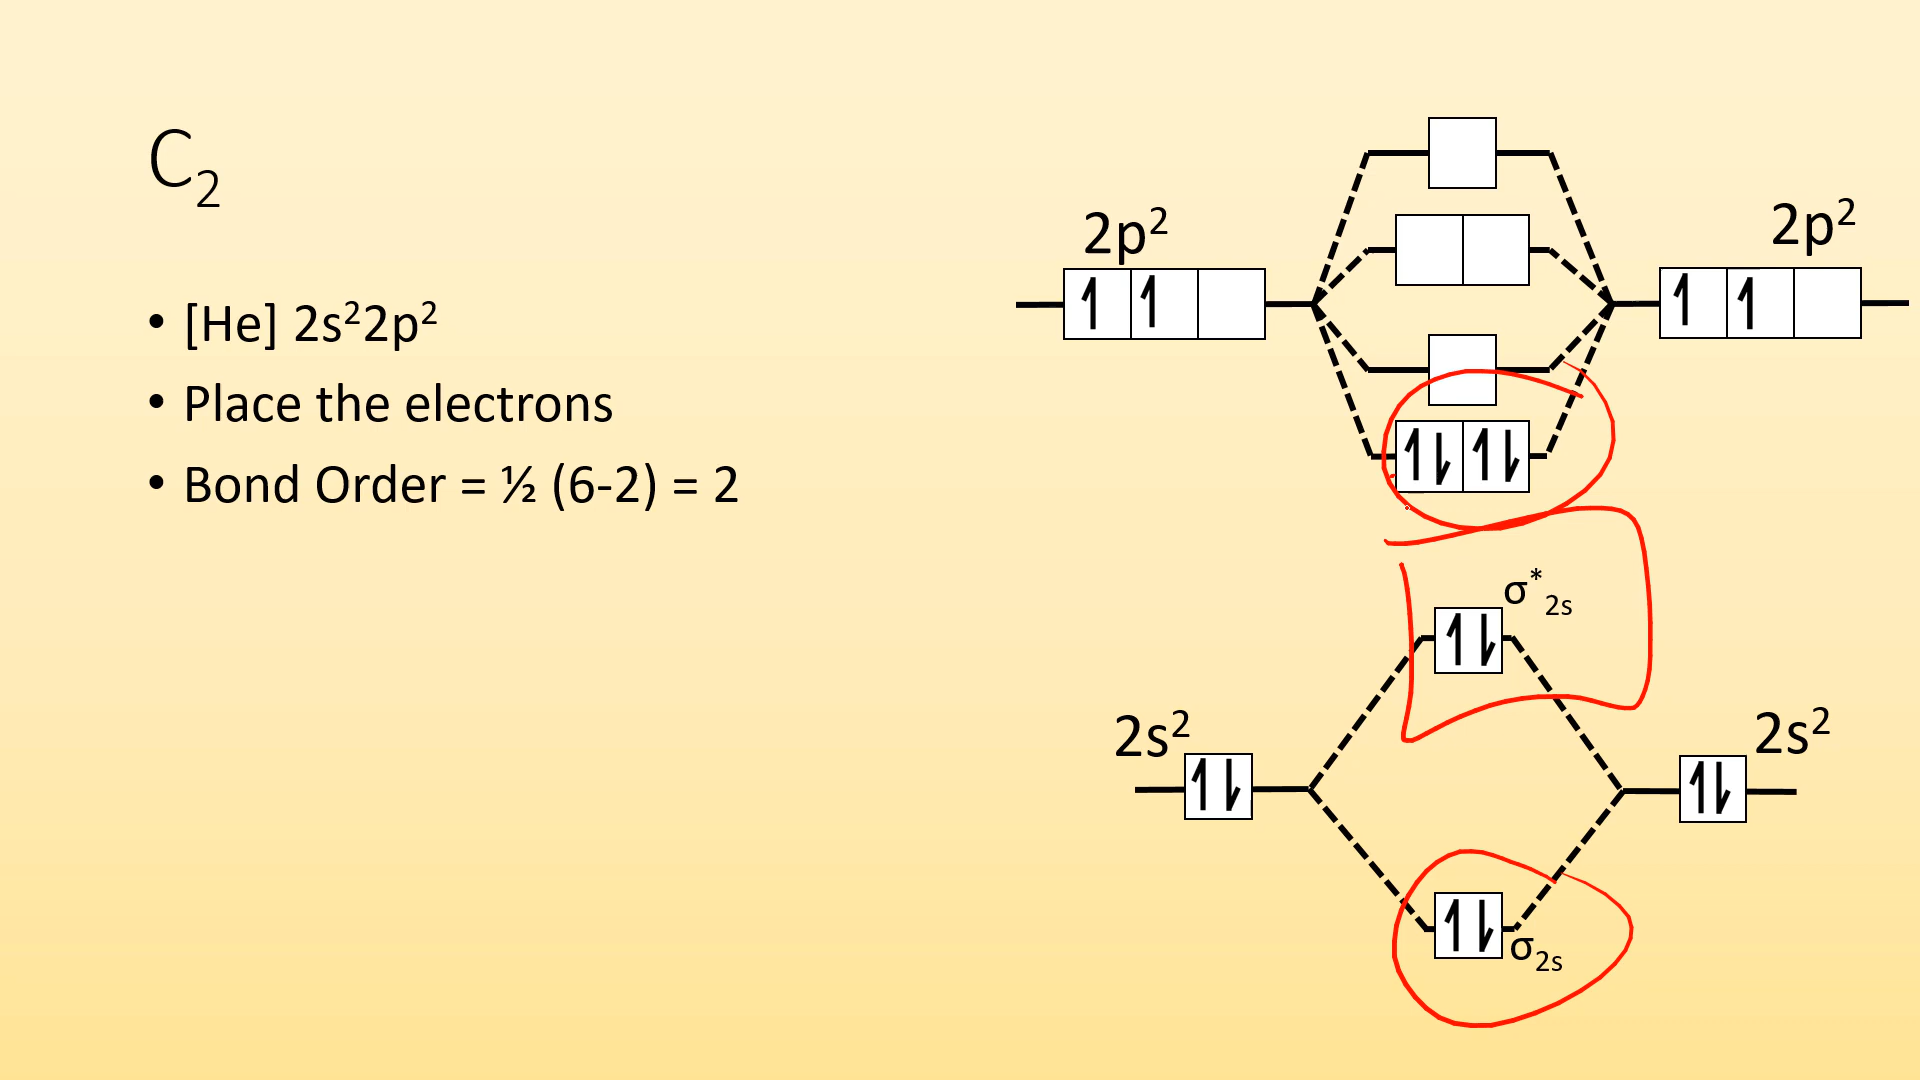 C₂
• [He] 2s²2p²
• Place the electrons
• Bond Order = ½ (6-2) = 2
2p²
2p²
σ*₂s
2s²
2s²
σ₂s